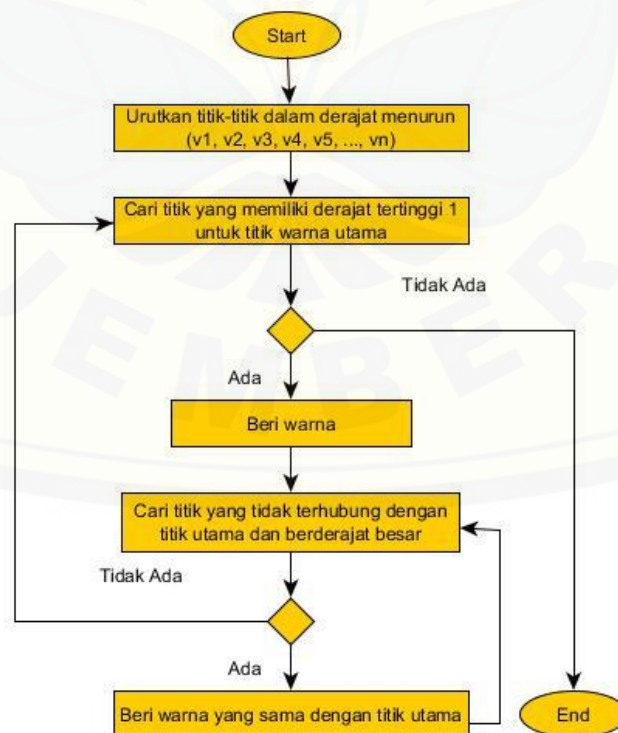 Start
Urutkan titik-titik dalam derajat menurun
(v1, v2, v3, v4, v5, ..., vn)
Cari titik yang memiliki derajat tertinggi 1
untuk titik warna utama
Tidak Ada
Ada
Beri warna
Cari titik yang tidak terhubung dengan
titik utama dan berderajat besar
Tidak Ada
Ada
Beri warna yang sama dengan titik utama
End
JEMBER